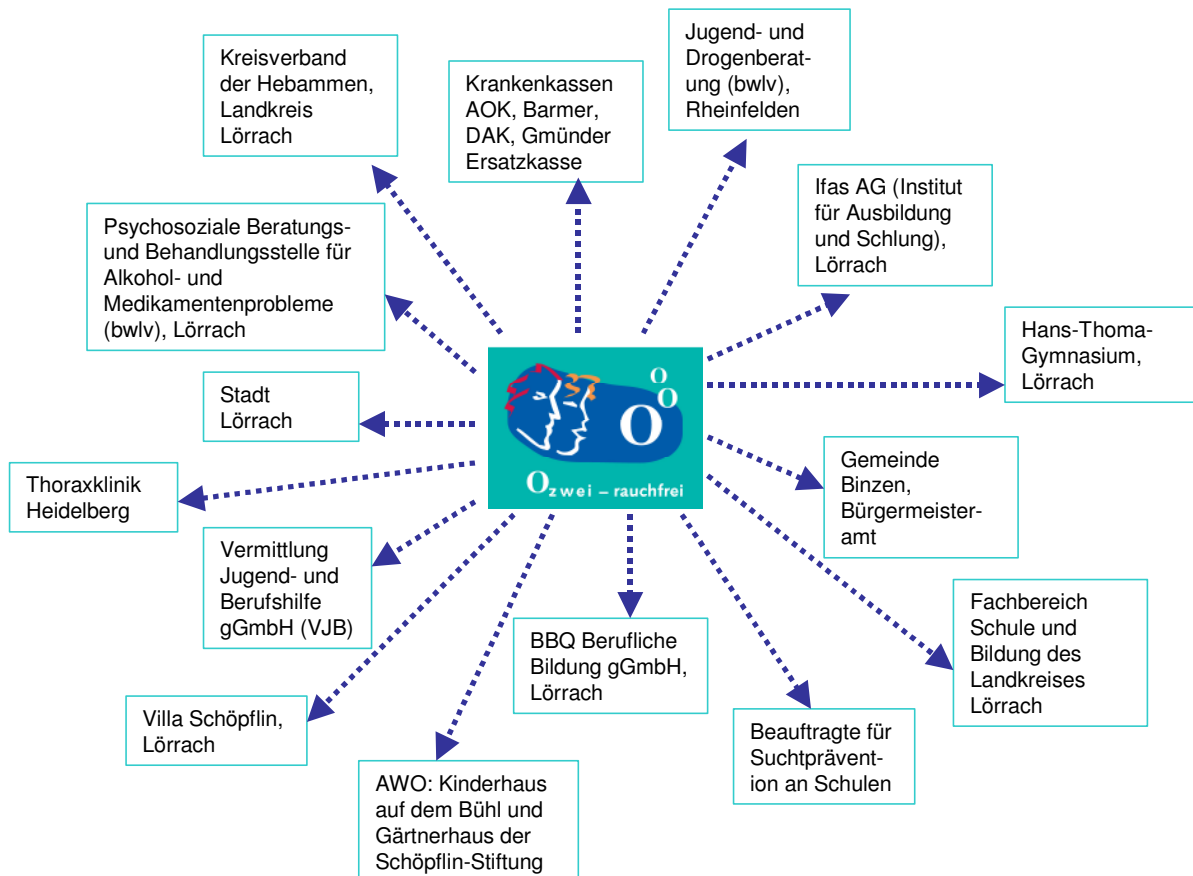 Jugend- und
Drogenberat-
ung (bwlv),
Rheinfelden
Kreisverband
der Hebammen,
Landkreis
Lörrach
Krankenkassen
AOK, Barmer,
DAK, Gmünder
Ersatzkasse
Ifas AG (Institut
für Ausbildung
und Schlung),
Lörrach
Psychosoziale Beratungs-
und Behandlungsstelle für
Alkohol- und
Medikamentenprobleme
(bwlv), Lörrach
Hans-Thoma-
Gymnasium,
Lörrach
Stadt
Lörrach
O
O
O
Ozwei – rauchfrei
Gemeinde
Binzen,
Bürgermeister-
amt
Thoraxklinik
Heidelberg
Vermittlung
Jugend- und
Berufshilfe
gGmbH (VJB)
Fachbereich
Schule und
Bildung des
Landkreises
Lörrach
BBQ Berufliche
Bildung gGmbH,
Lörrach
Villa Schöpflin,
Lörrach
Beauftragte für
Suchtprävent-
ion an Schulen
AWO: Kinderhaus
auf dem Bühl und
Gärtnerhaus der
Schöpflin-Stiftung